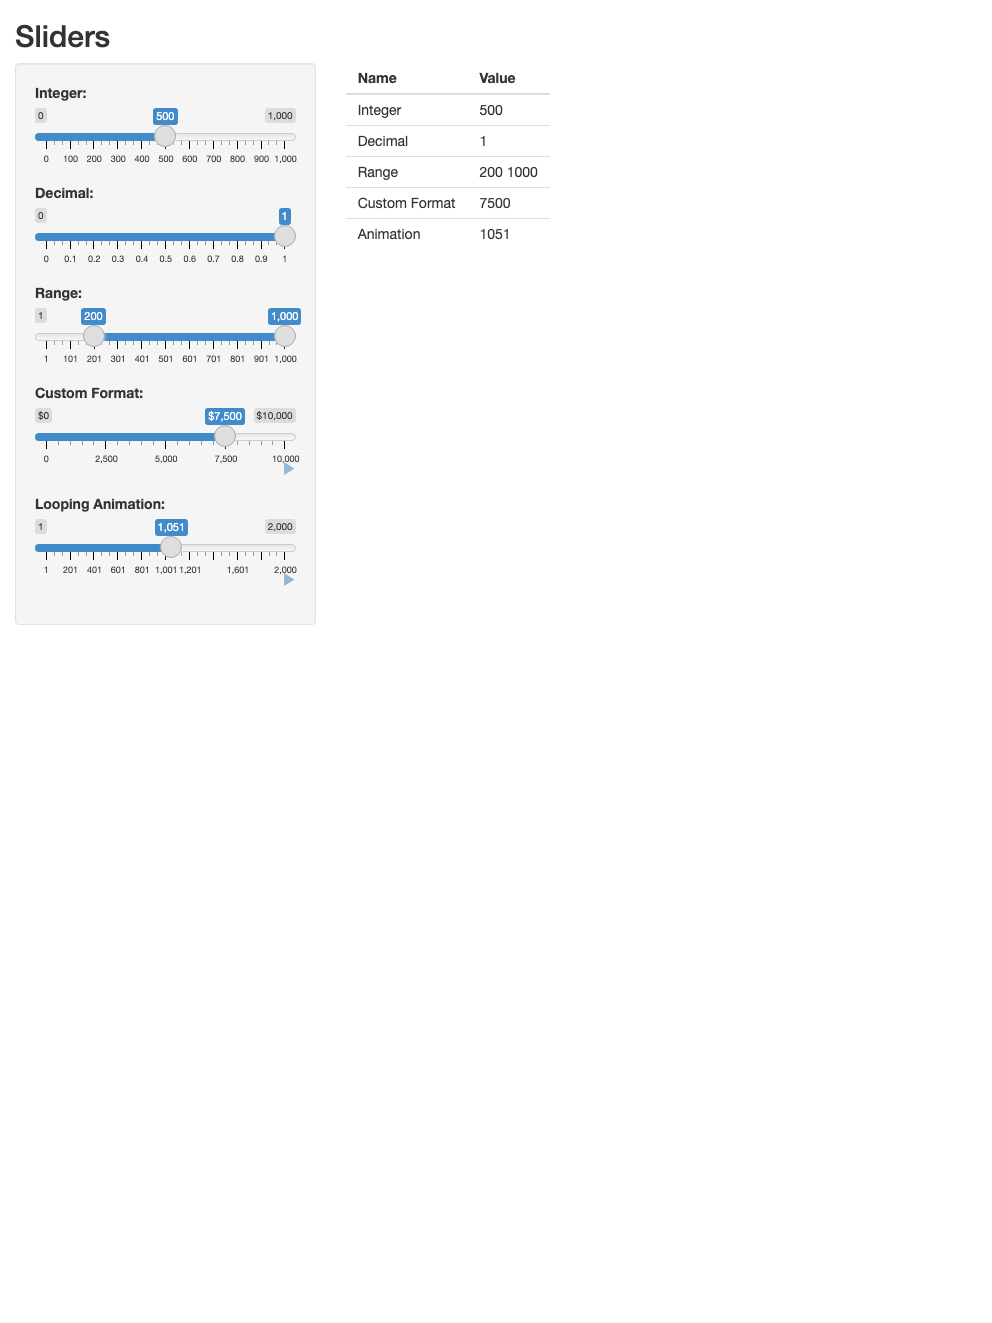 Sliders
Integer:
0 500 1,000
0 100 200 300 400 500 600 700 800 900 1,000
Decimal:
0 1
0 0.1 0.2 0.3 0.4 0.5 0.6 0.7 0.8 0.9 1
Range:
1 200 1,000
1 101 201 301 401 501 601 701 801 901 1,000
Custom Format:
$0 $7,500 $10,000
0 2,500 5,000 7,500 10,000
Looping Animation:
1 1,051 2,000
1 201 401 601 801 1,001 1,201 1,601 2,000
Name Value
Integer 500
Decimal 1
Range 200 1000
Custom Format 7500
Animation 1051